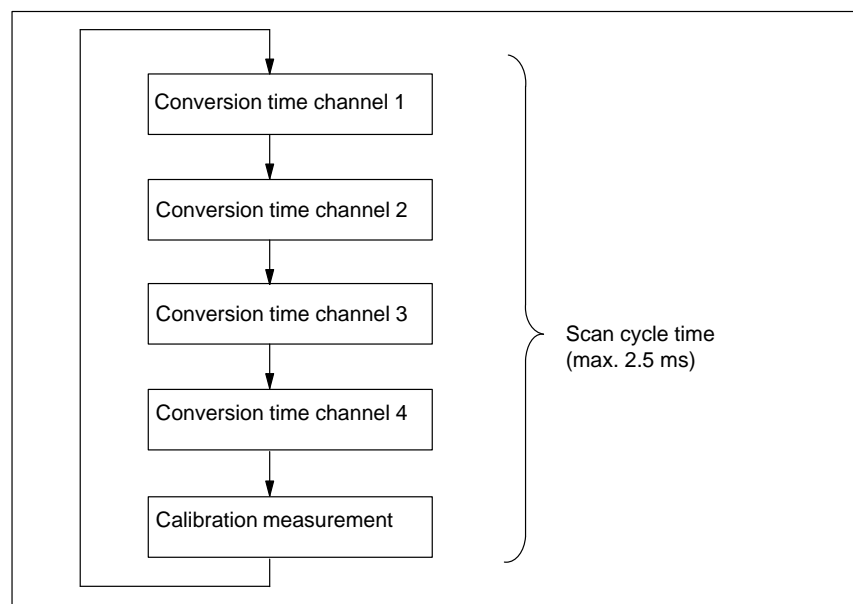 Conversion time channel 1
Conversion time channel 2
Conversion time channel 3
Conversion time channel 4
Calibration measurement
Scan cycle time
(max. 2.5 ms)